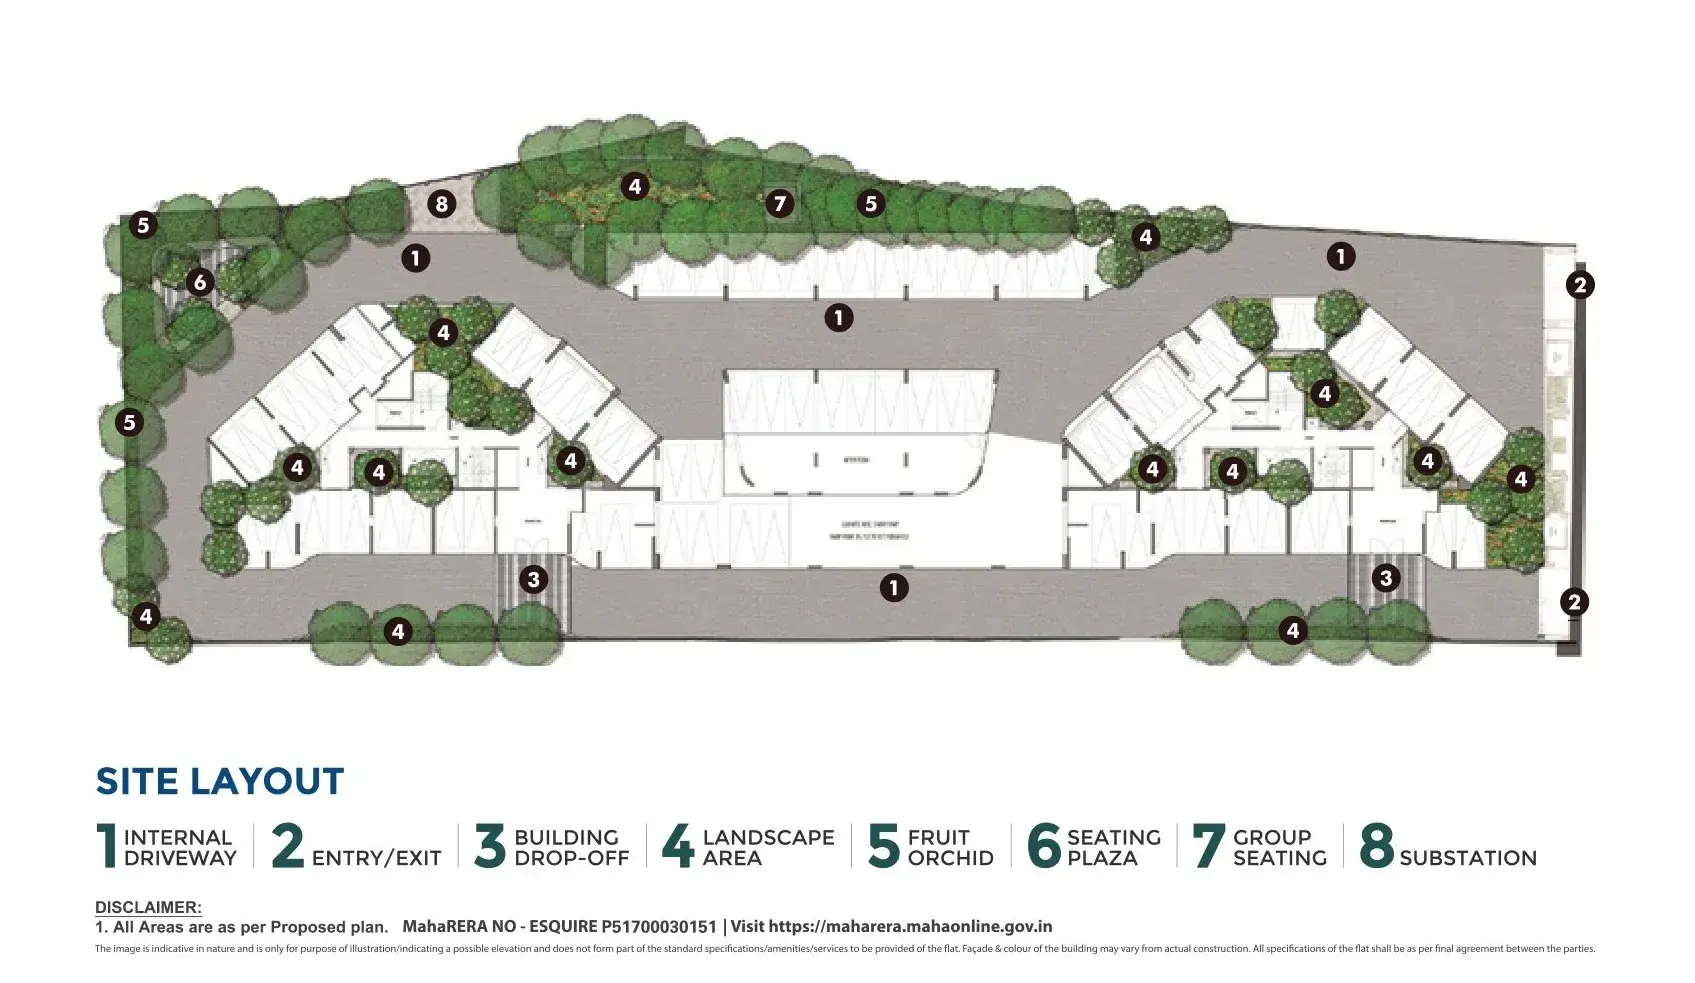 5
8
4
7
5
4
1
1
6
2
1
4
4
5
4
4
4
4
4
4
4
3
1
3
2
4
4
4
SITE LAYOUT
1 INTERNAL DRIVEWAY
2 ENTRY/EXIT
3 BUILDING DROP-OFF
4 LANDSCAPE AREA
5 FRUIT ORCHID
6 SEATING PLAZA
7 GROUP SEATING
8 SUBSTATION
DISCLAIMER:
1. All Areas are as per Proposed plan. MahaRERA NO - ESQUIRE P51700030151 | Visit https://maharera.mahaonline.gov.in
The image is indicative in nature and is only for purpose of illustration/indicating a possible elevation and does not form part of the standard specifications/amenities/services to be provided of the flat. Façade & colour of the building may vary from actual construction. All specifications of the flat shall be as per final agreement between the parties.